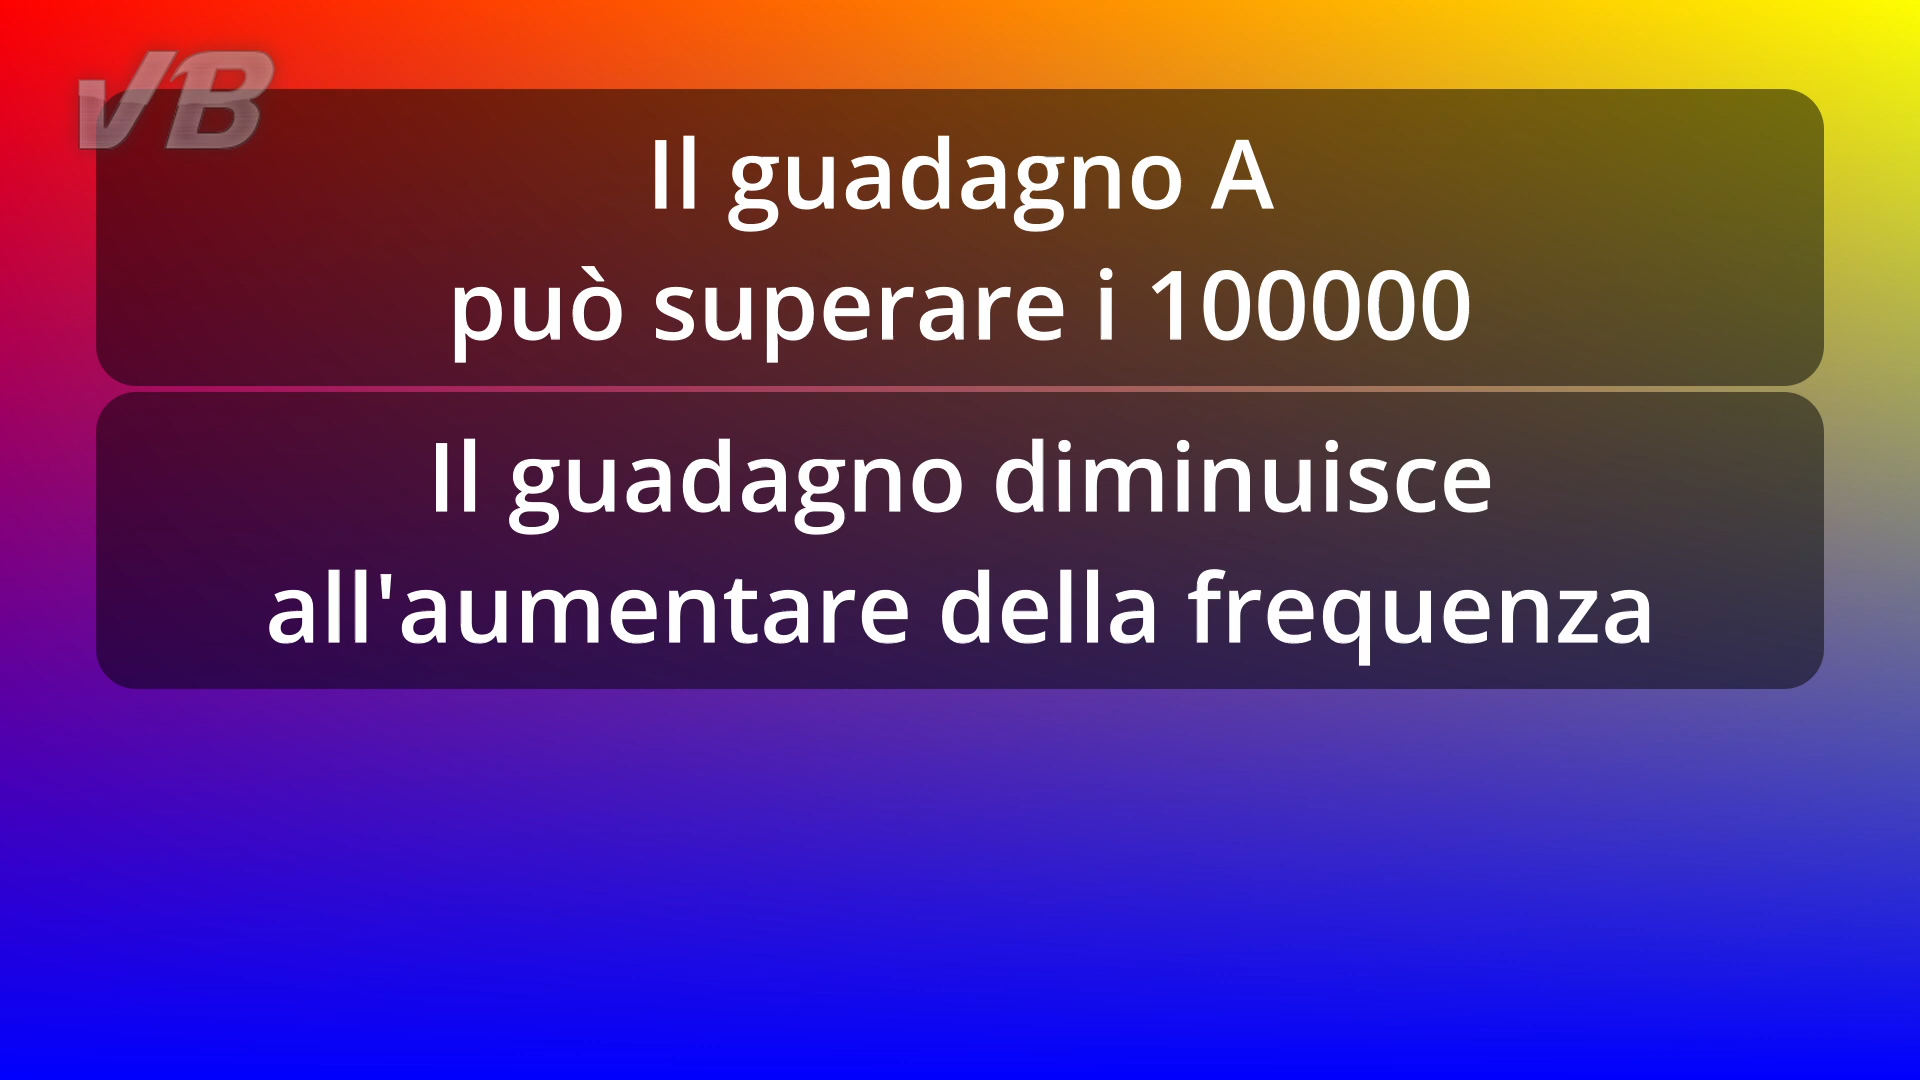 VB
Il guadagno A
può superare i 100000
Il guadagno diminuisce
all'aumentare della frequenza